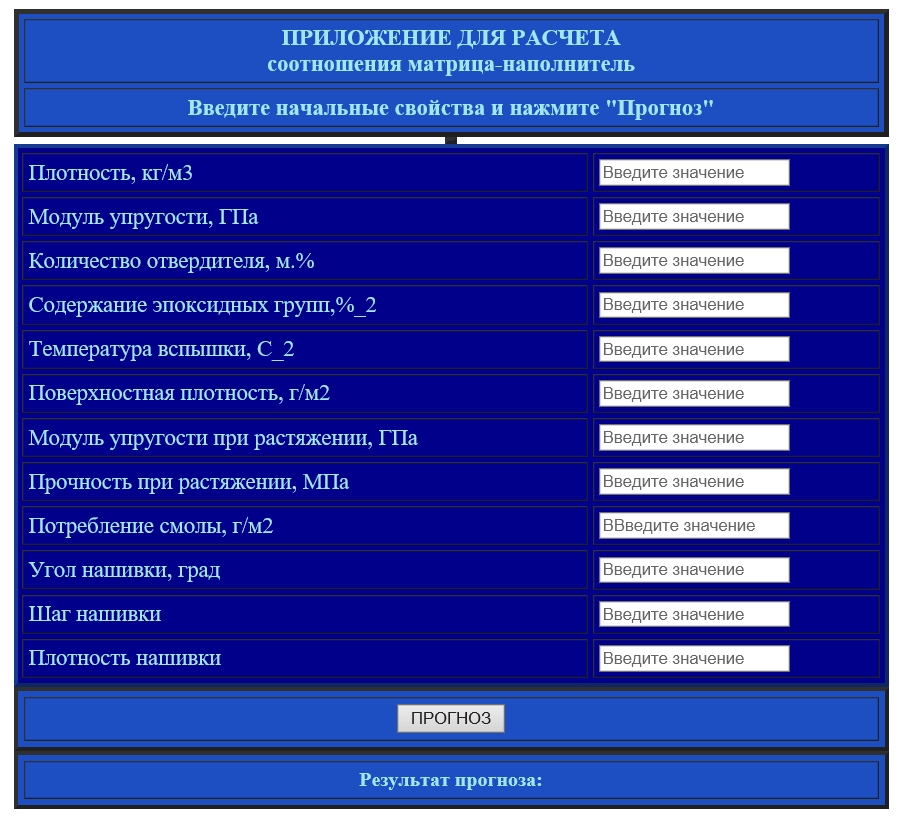 ПРИЛОЖЕНИЕ ДЛЯ РАСЧЕТА
соотношения матрица-наполнитель
Введите начальные свойства и нажмите "Прогноз"
Плотность, кг/м3 Введите значение
Модуль упругости, ГПа Введите значение
Количество отвердителя, м.% Введите значение
Содержание эпоксидных групп,%_2 Введите значение
Температура вспышки, С_2 Введите значение
Поверхностная плотность, г/м2 Введите значение
Модуль упругости при растяжении, ГПа Введите значение
Прочность при растяжении, МПа Введите значение
Потребление смолы, г/м2 ВВведите значение
Угол нашивки, град Введите значение
Шаг нашивки Введите значение
Плотность нашивки Введите значение
ПРОГНОЗ
Результат прогноза: